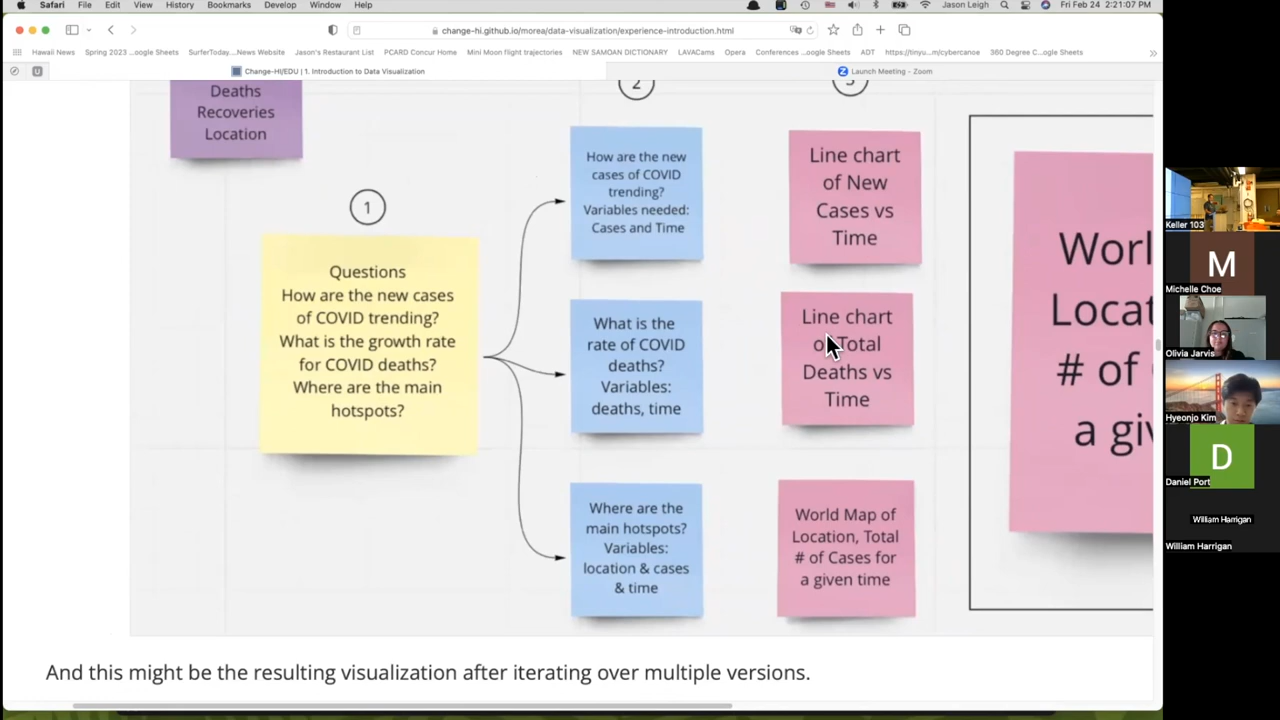 Safari File Edit View History Bookmarks Develop Window Help Jason Leigh Fri Feb 24 2:21:07 PM
change-hi.github.io/morea/data-visualization/experience-introduction.html
Hawaii News Spring 2023 ...oogle Sheets SurferToday....News Website Jason's Restaurant List PCARD Concur Home Mini Moon flight trajectories NEW SAMOAN DICTIONARY LAVACams Opera Conferences ...oogle Sheets ADT https://tinyu...m/cybercanoe 360 Degree C...gle Sheets
Change-HI/EDU | 1. Introduction to Data Visualization Launch Meeting - Zoom
Deaths
Recoveries
Location
1
Questions
How are the new cases
of COVID trending?
What is the growth rate
for COVID deaths?
Where are the main
hotspots?
2
How are the new
cases of COVID
trending?
Variables needed:
Cases and Time
What is the
rate of COVID
deaths?
Variables:
deaths, time
Where are the
main hotspots?
Variables:
location & cases
& time
3
Line chart
of New
Cases vs
Time
Line chart
of Total
Deaths vs
Time
World Map of
Location, Total
# of Cases for
a given time
Worl
Locat
# of
a giv
And this might be the resulting visualization after iterating over multiple versions.
Keller 103
M
Michelle Choe
Olivia Jarvis
Hyeonjo Kim
D
Daniel Port
William Harrigan
William Harrigan